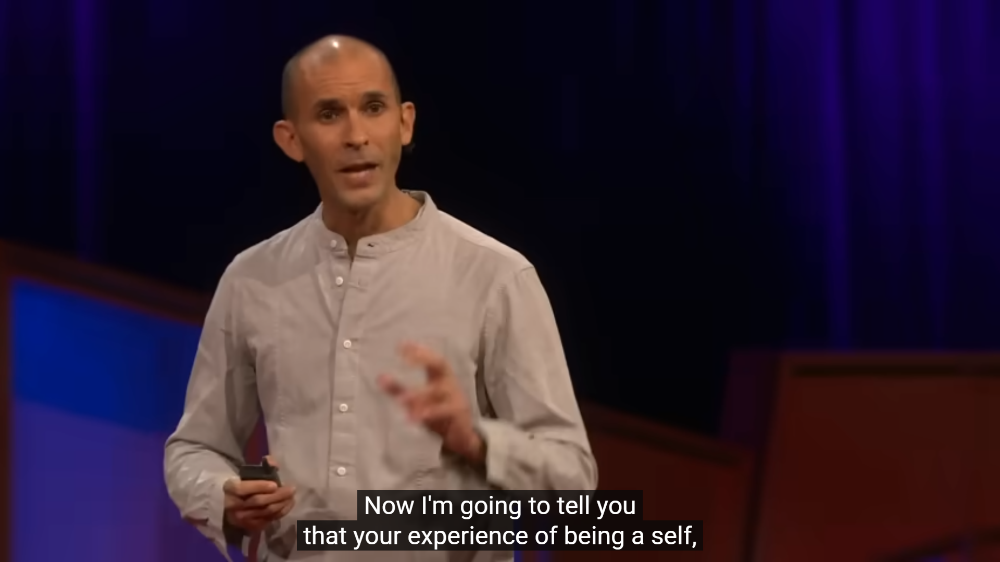 Now I'm going to tell you
that your experience of being a self,